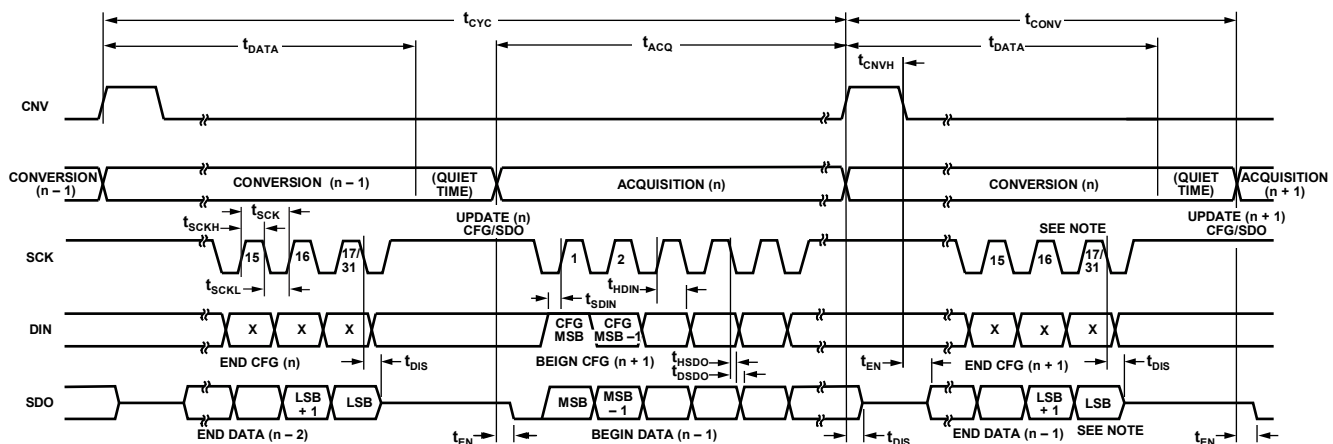 tCYC
tCONV
tDATA
tACQ
tDATA
tCNVH
CNV
CONVERSION
(n – 1)
CONVERSION (n – 1)
(QUIET
TIME)
ACQUISITION (n)
CONVERSION (n)
(QUIET
TIME)
ACQUISITION
(n + 1)
tSCK
tSCKH
UPDATE (n)
CFG/SDO
SEE NOTE
UPDATE (n + 1)
CFG/SDO
SCK
15
16
17/
31
1
2
15
16
17/
31
tSCKL
tHDIN
tSDIN
DIN
X
X
X
CFG
MSB
CFG
MSB –1
X
X
X
END CFG (n)
tDIS
BEIGN CFG (n + 1)
tHSDO
tDSDO
tEN
END CFG (n + 1)
tDIS
SDO
LSB
+ 1
LSB
MSB
MSB
–1
LSB
+ 1
LSB
END DATA (n – 2)
tEN
BEGIN DATA (n – 1)
tDIS
END DATA (n – 1)
SEE NOTE
tEN